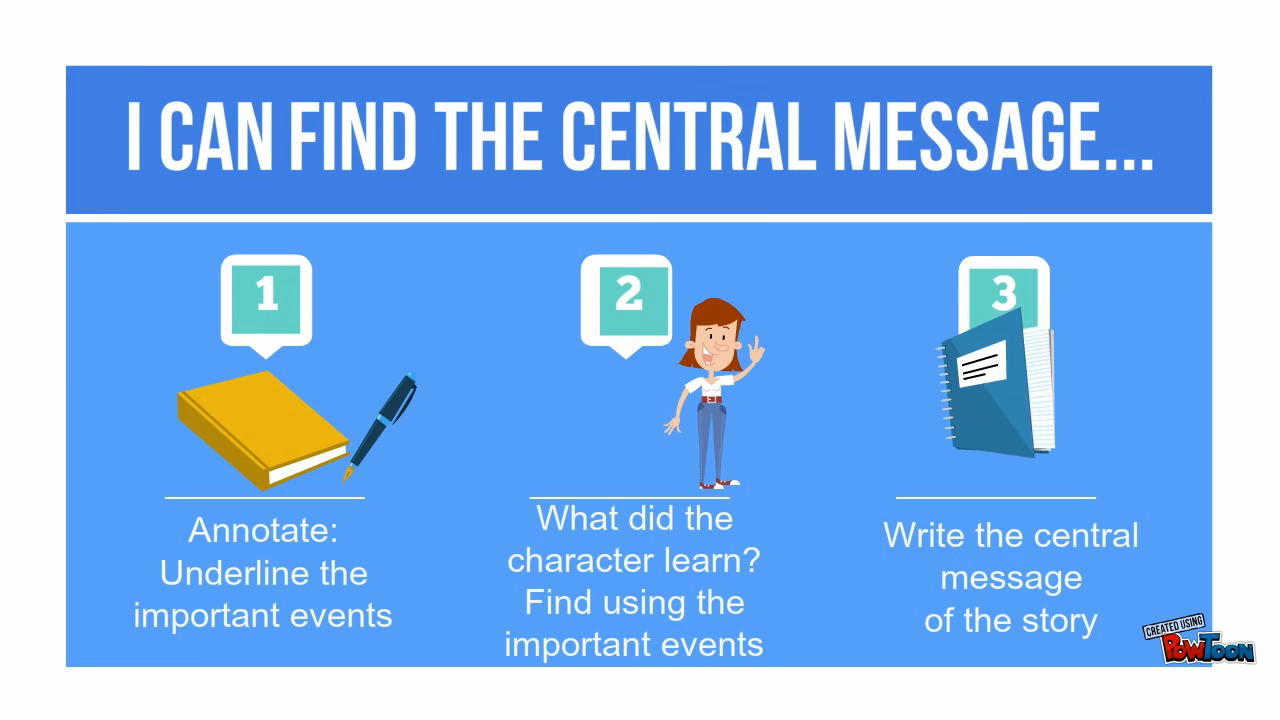 I CAN FIND THE CENTRAL MESSAGE...
1
Annotate:
Underline the
important events
2
What did the
character learn?
Find using the
important events
3
Write the central
message
of the story
CREATED USING
POWTOON